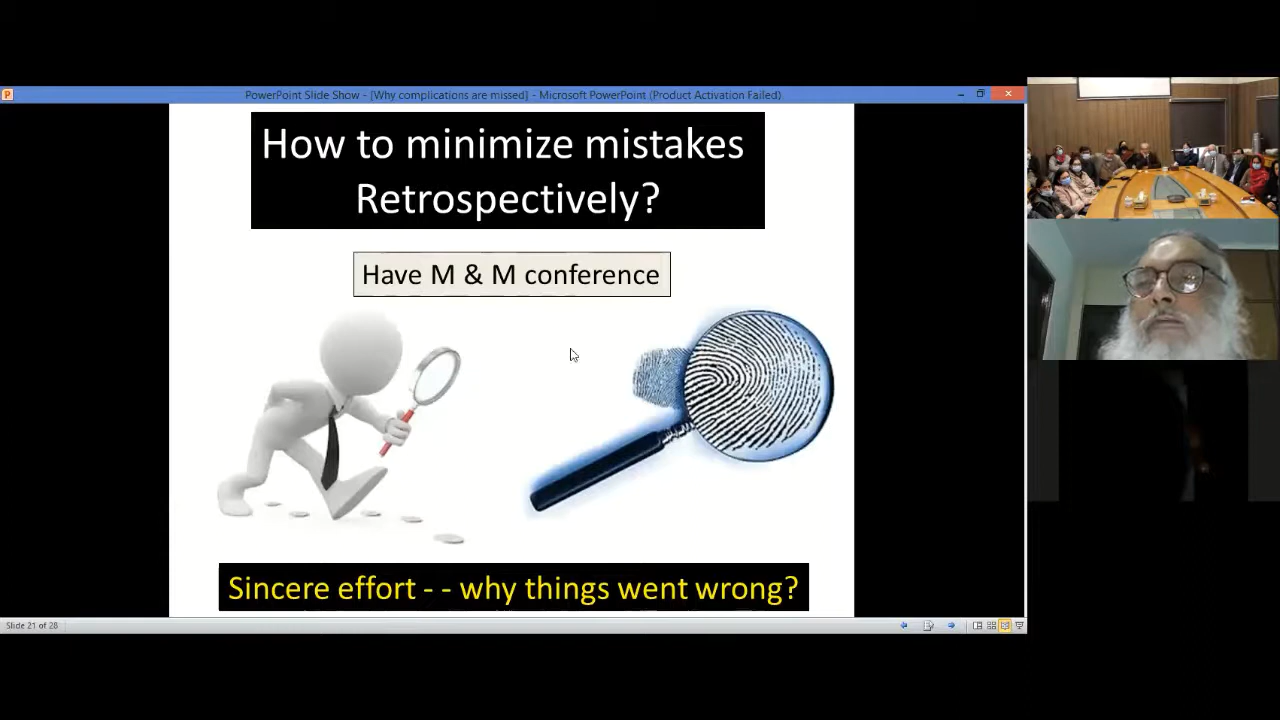 PowerPoint Slide Show - [Why complications are missed] - Microsoft PowerPoint (Product Activation Failed)
How to minimize mistakes
Retrospectively?
Have M & M conference
Sincere effort - - why things went wrong?
Slide 21 of 28